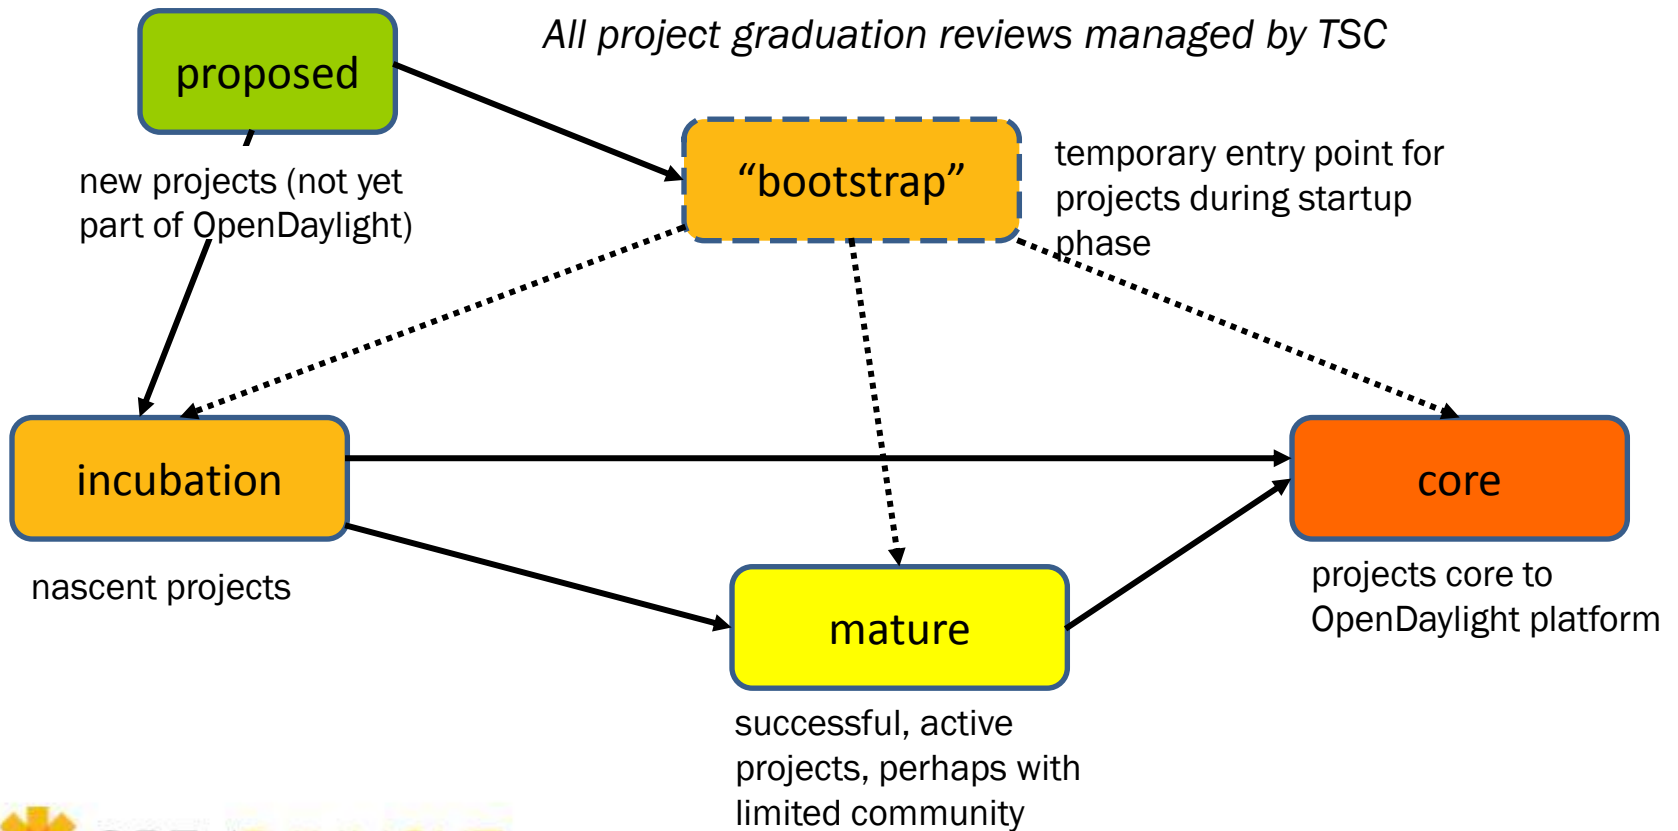 All project graduation reviews managed by TSC
proposed
new projects (not yet
part of OpenDaylight)
“bootstrap”
temporary entry point for
projects during startup
phase
incubation
nascent projects
core
projects core to
OpenDaylight platform
mature
successful, active
projects, perhaps with
limited community